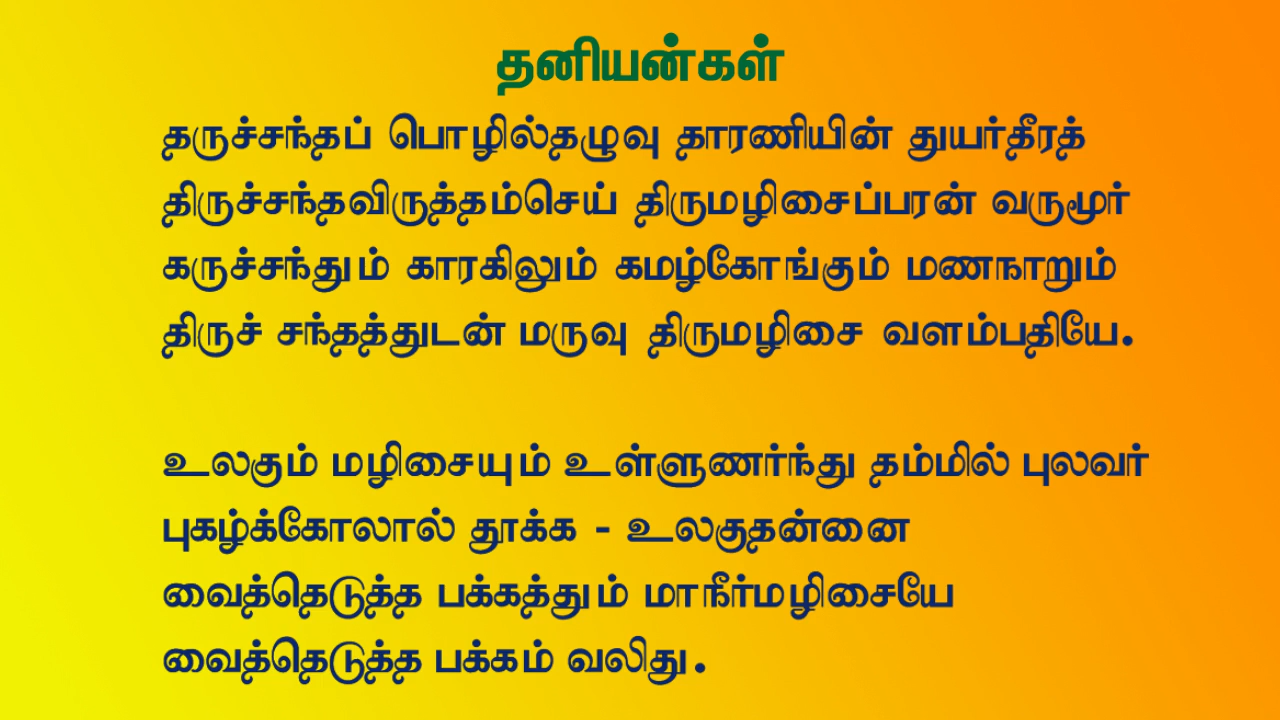 தனியன்கள்
தருச்சந்தப் பொழில்தழுவு தாரணியின் துயர்தீரத்
திருச்சந்தவிருத்தம்செய் திருமழிசைப்பரன் வருமூர்
கருச்சந்தும் காரகிலும் கமழ்கோங்கும் மணநாறும்
திருச் சந்தத்துடன் மருவு திருமழிசை வளம்பதியே.
உலகும் மழிசையும் உள்ளுணர்ந்து தம்மில் புலவர்
புகழ்க்கோலால் தூக்க - உலகுதன்னை
வைத்தெடுத்த பக்கத்தும் மாநீர்மழிசையே
வைத்தெடுத்த பக்கம் வலிது.